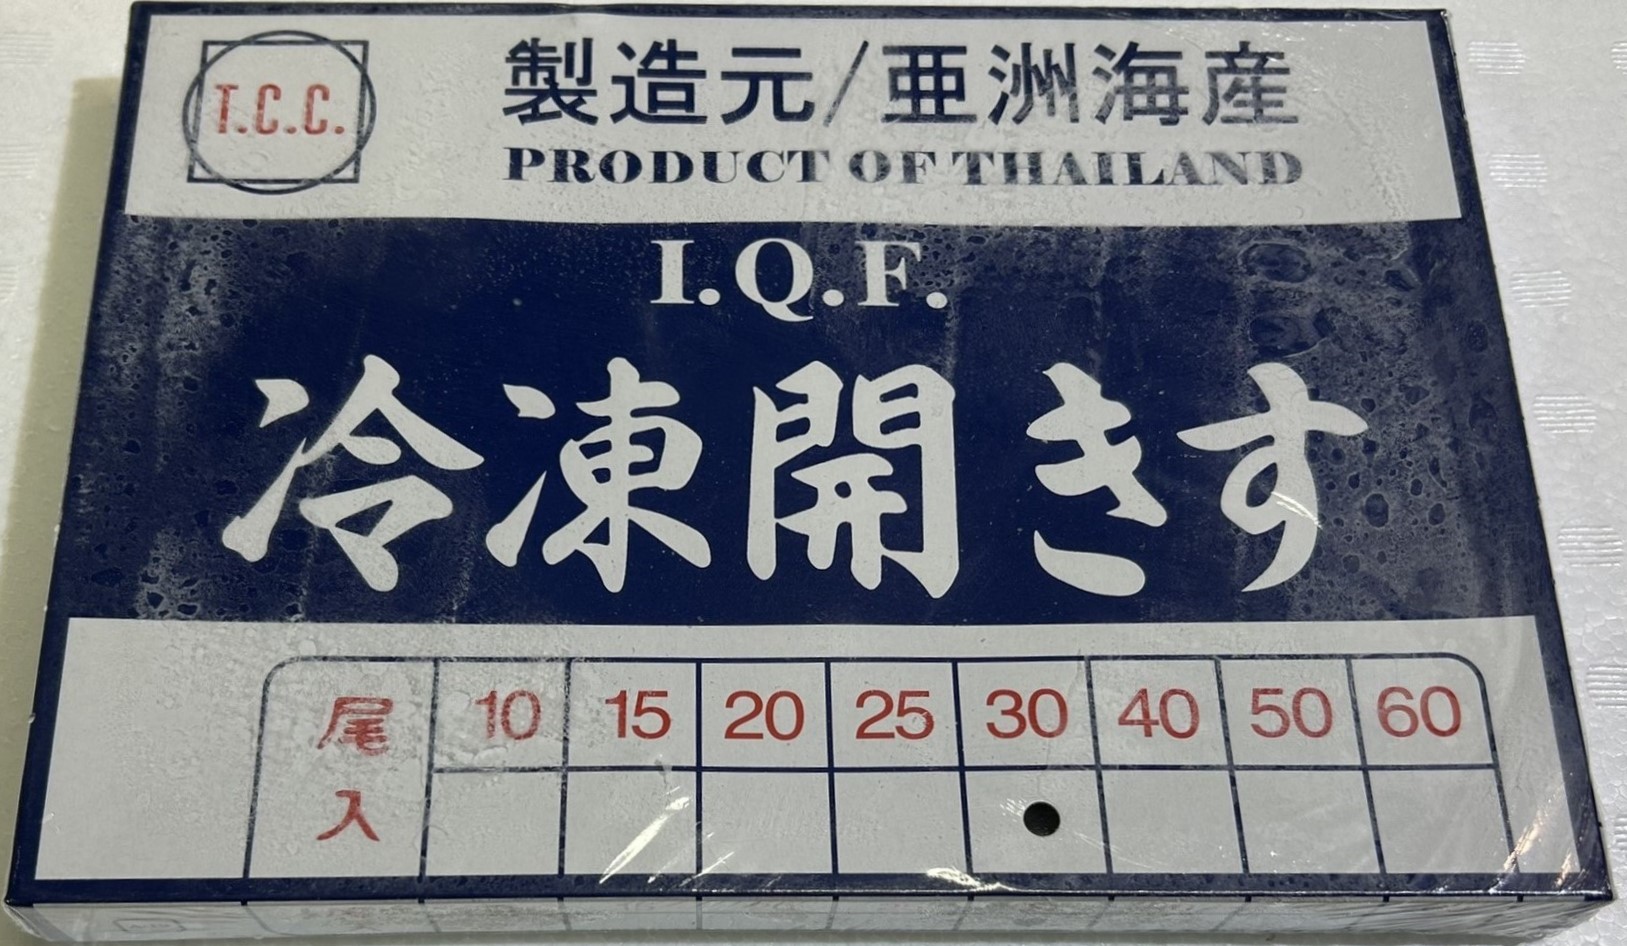 T.C.C.
製造元/亜洲海産
PRODUCT OF THAILAND
I.Q.F.
冷凍開きす
尾入 10 15 20 25 30 40 50 60